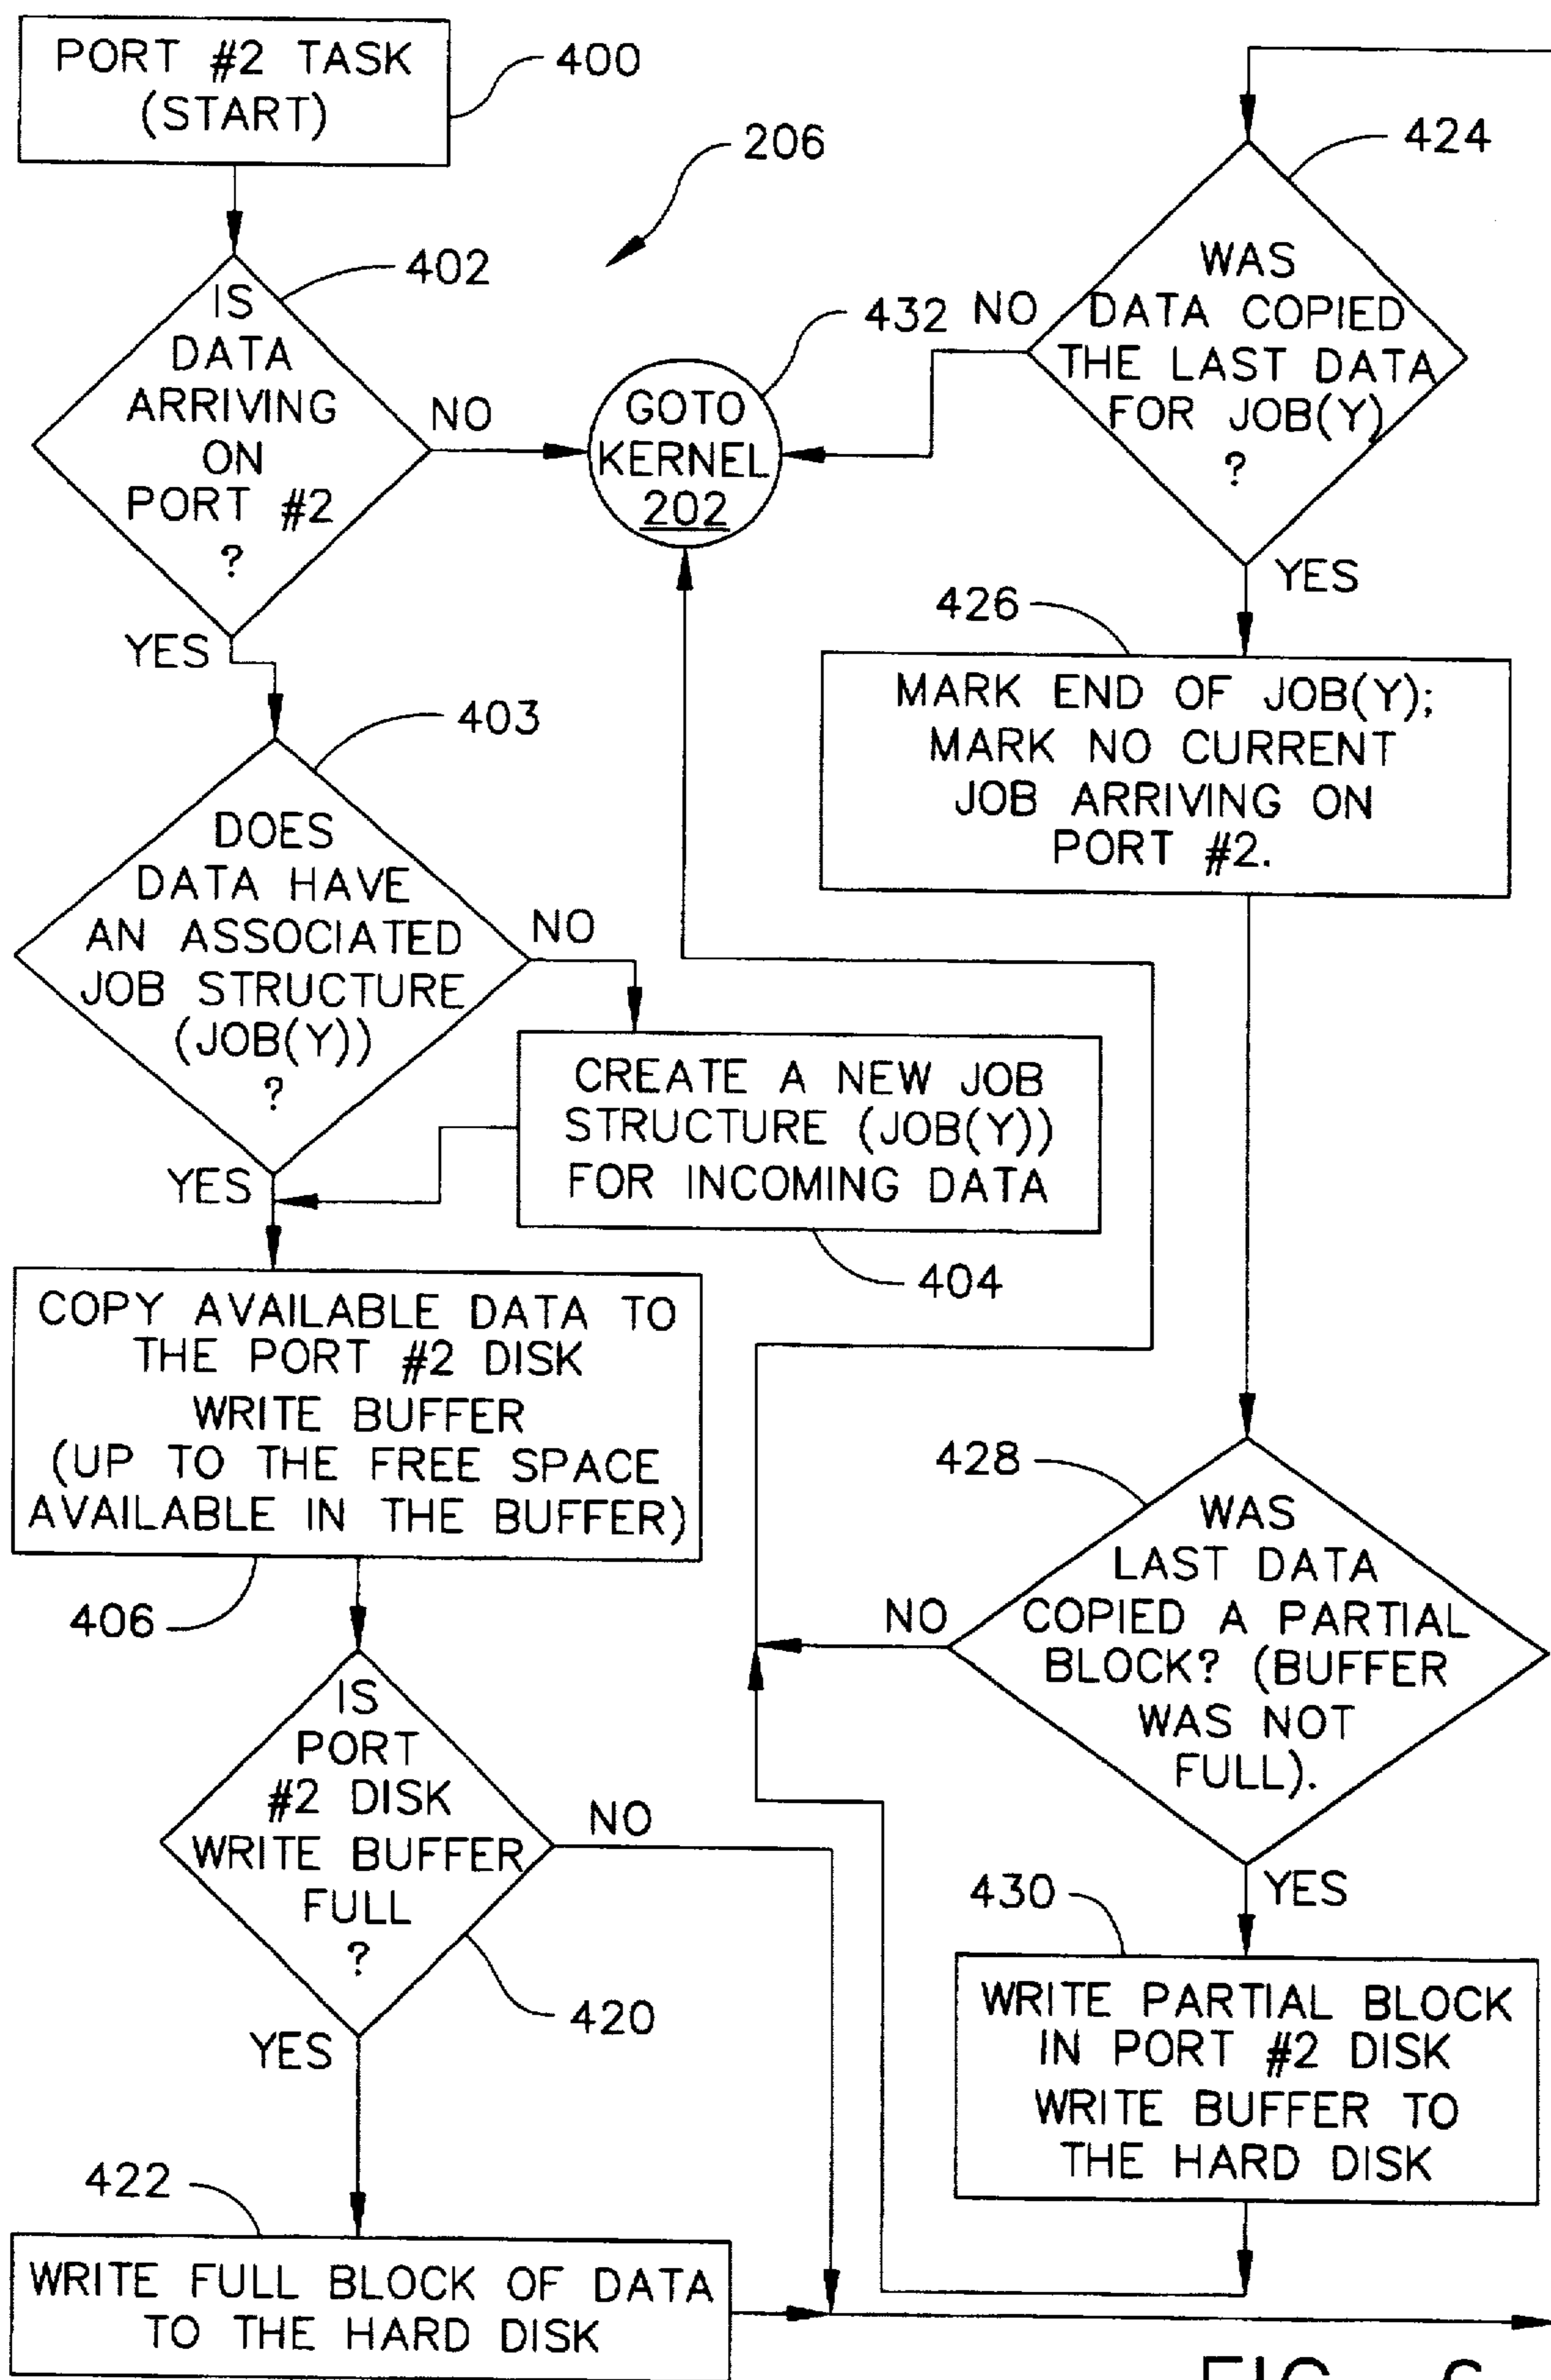 PORT #2 TASK
(START)
400
206
IS
DATA
ARRIVING
ON
PORT #2
?
402
NO
YES
GOTO
KERNEL
202
432
DOES
DATA HAVE
AN ASSOCIATED
JOB STRUCTURE
(JOB(Y))
?
403
NO
YES
CREATE A NEW JOB
STRUCTURE (JOB(Y))
FOR INCOMING DATA
404
COPY AVAILABLE DATA TO
THE PORT #2 DISK
WRITE BUFFER
(UP TO THE FREE SPACE
AVAILABLE IN THE BUFFER)
406
IS
PORT
#2 DISK
WRITE BUFFER
FULL
?
420
NO
YES
422
WRITE FULL BLOCK OF DATA
TO THE HARD DISK
424
WAS
DATA COPIED
THE LAST DATA
FOR JOB(Y)
?
NO
YES
426
MARK END OF JOB(Y);
MARK NO CURRENT
JOB ARRIVING ON
PORT #2.
428
WAS
LAST DATA
COPIED A PARTIAL
BLOCK? (BUFFER
WAS NOT
FULL).
NO
YES
430
WRITE PARTIAL BLOCK
IN PORT #2 DISK
WRITE BUFFER TO
THE HARD DISK